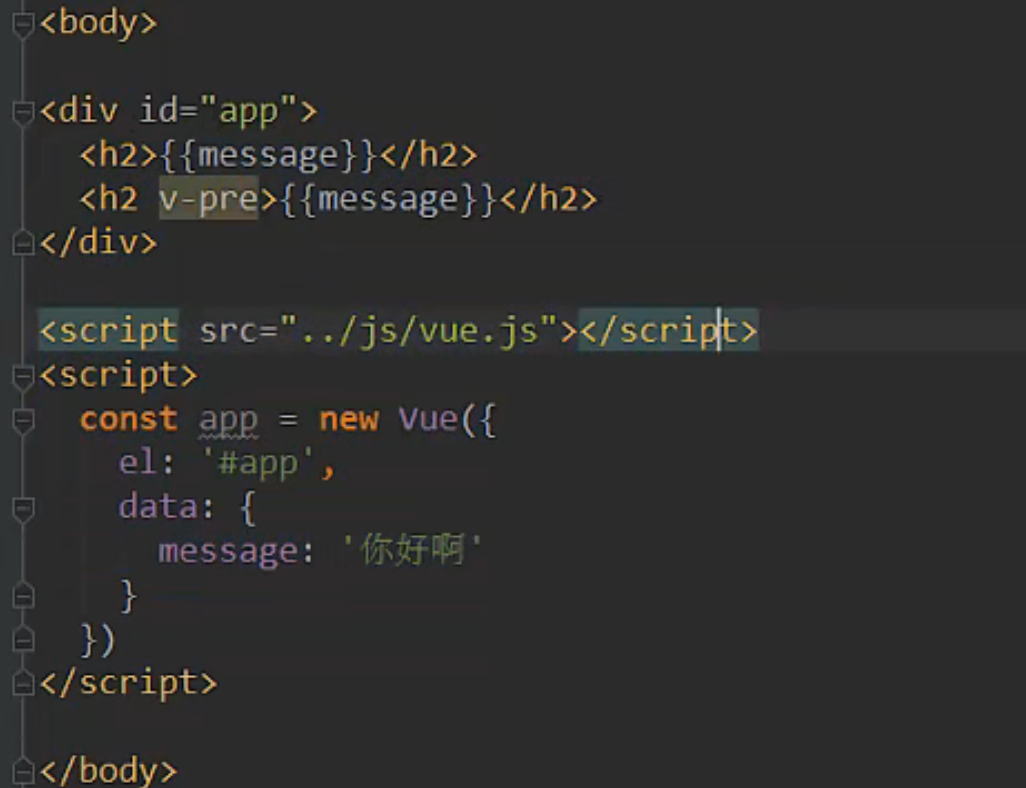 <body>
<div id="app">
<h2>{{message}}</h2>
<h2 v-pre>{{message}}</h2>
</div>
<script src="../js/vue.js"></script>
<script>
const app = new Vue({
el: '#app',
data: {
message: '你好啊'
}
})
</script>
</body>